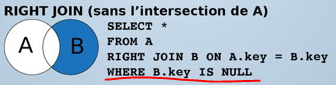 RIGHT JOIN (sans l'intersection de A)
A B
SELECT *
FROM A
RIGHT JOIN B ON A.key = B.key
WHERE B.key IS NULL